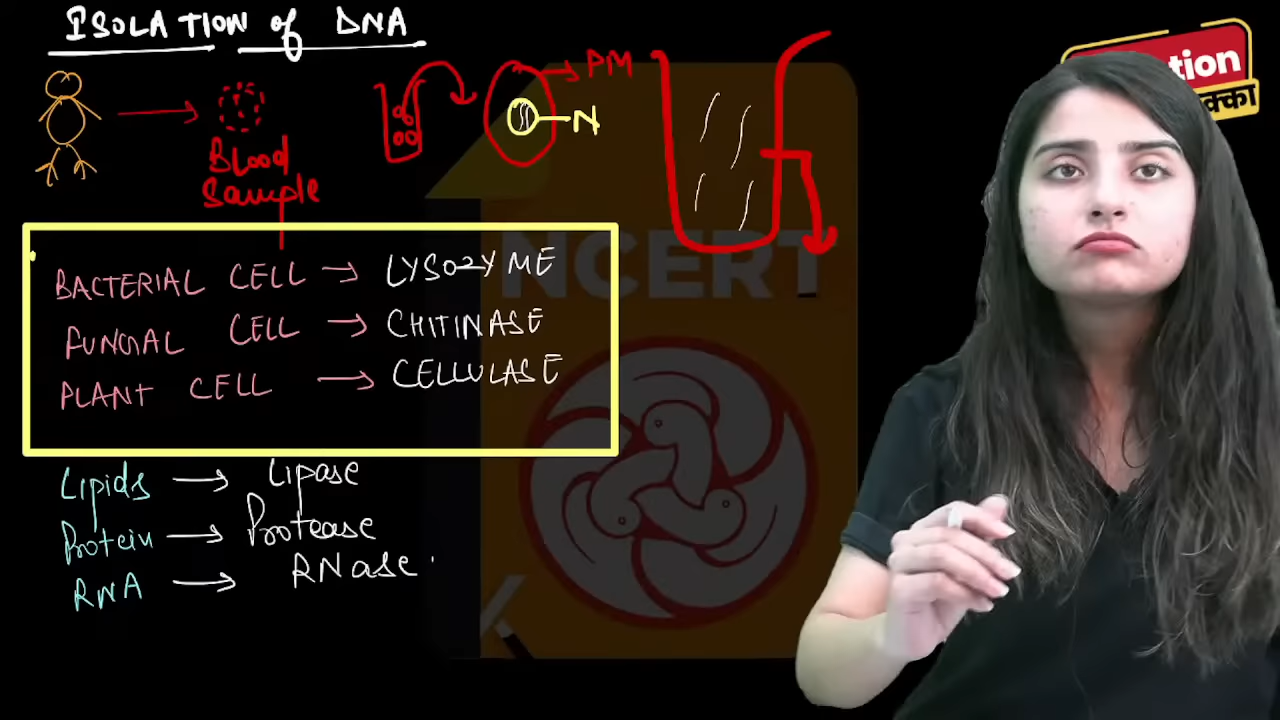 ISOLATION of DNA
PM
N
Blood
Sample
BACTERIAL CELL → LYSOZYME
FUNGAL CELL → CHITINASE
PLANT CELL → CELLULASE
Lipids → Lipase
Protein → Protease
RNA → RNase
NCERT